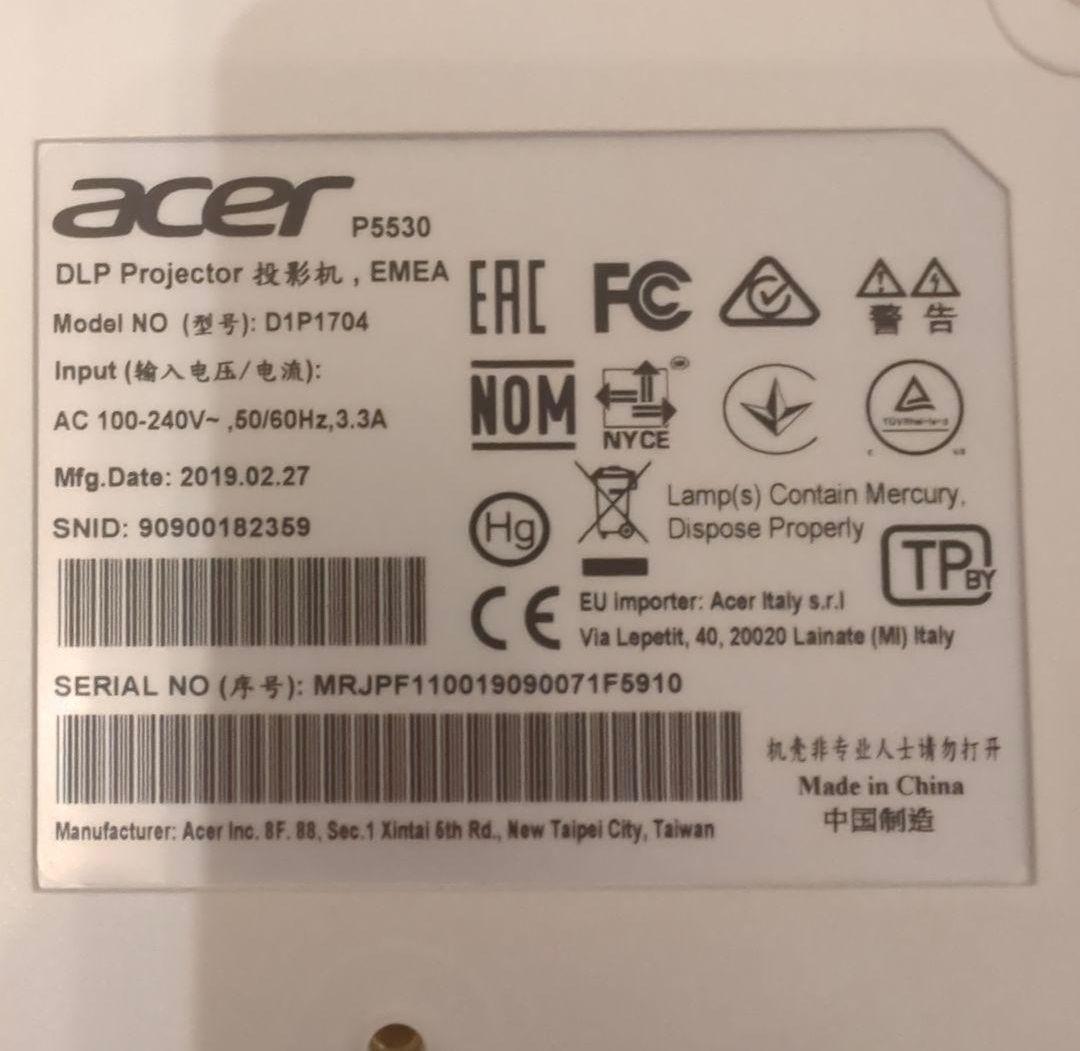 acer P5530
DLP Projector 投影机 , EMEA
Model NO (型号): D1P1704
Input (输入电压/电流):
AC 100-240V~ ,50/60Hz,3.3A
Mfg.Date: 2019.02.27
SNID: 90900182359
EAC FC
警告
NOM
NYCE
Hg
Lamp(s) Contain Mercury,
Dispose Properly
TP BY
CE
EU importer: Acer Italy s.r.l
Via Lepetit, 40, 20020 Lainate (MI) Italy
SERIAL NO (序号): MRJPF110019090071F5910
机壳非专业人士请勿打开
Made in China
中国制造
Manufacturer: Acer Inc. 8F. 88, Sec.1 Xintai 5th Rd., New Taipei City, Taiwan